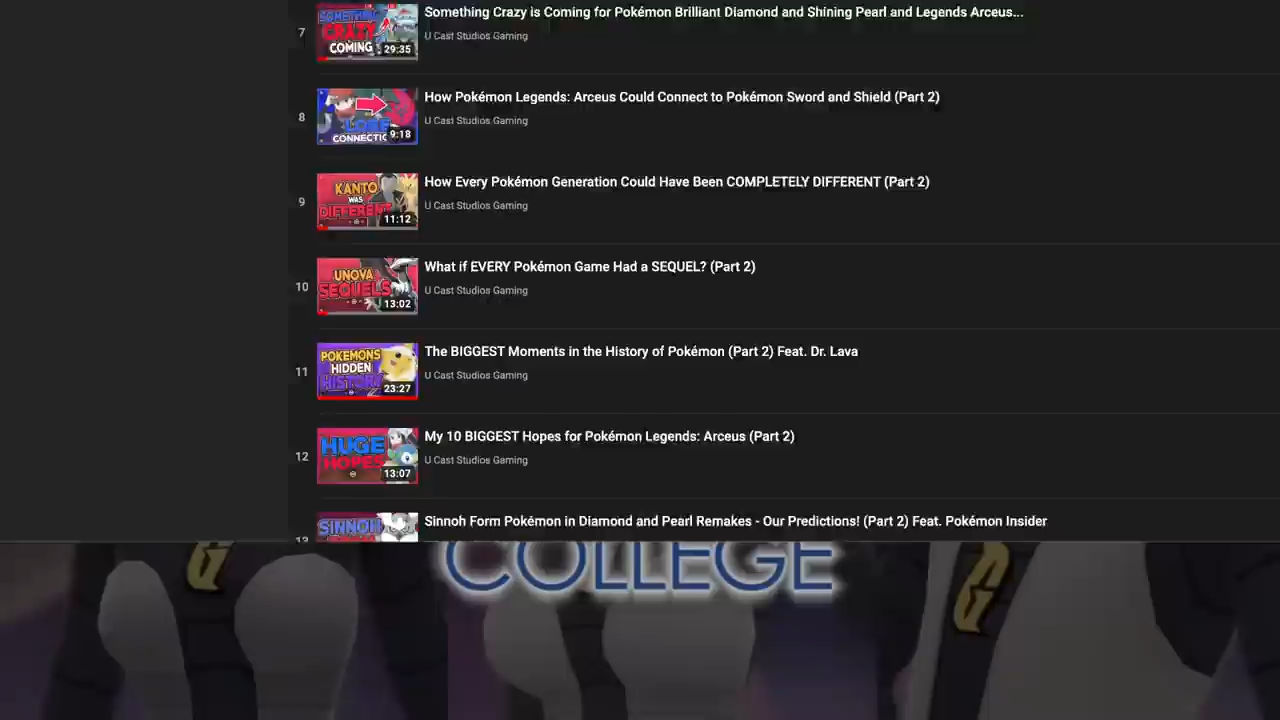 7
SOMETHING
CRAZY
COMING
29:35
Something Crazy is Coming for Pokémon Brilliant Diamond and Shining Pearl and Legends Arceus...
U Cast Studios Gaming
8
CONNECTIC
9:18
How Pokémon Legends: Arceus Could Connect to Pokémon Sword and Shield (Part 2)
U Cast Studios Gaming
9
KANTO
WAS
DIFFERENT
11:12
How Every Pokémon Generation Could Have Been COMPLETELY DIFFERENT (Part 2)
U Cast Studios Gaming
10
UNOVA
SEQUELS
13:02
What if EVERY Pokémon Game Had a SEQUEL? (Part 2)
U Cast Studios Gaming
11
POKEMONS
HIDDEN
HISTORY
23:27
The BIGGEST Moments in the History of Pokémon (Part 2) Feat. Dr. Lava
U Cast Studios Gaming
12
HUGE
HOPES
13:07
My 10 BIGGEST Hopes for Pokémon Legends: Arceus (Part 2)
U Cast Studios Gaming
13
SINNOH
Sinnoh Form Pokémon in Diamond and Pearl Remakes - Our Predictions! (Part 2) Feat. Pokémon Insider
COLLEGE
G
G